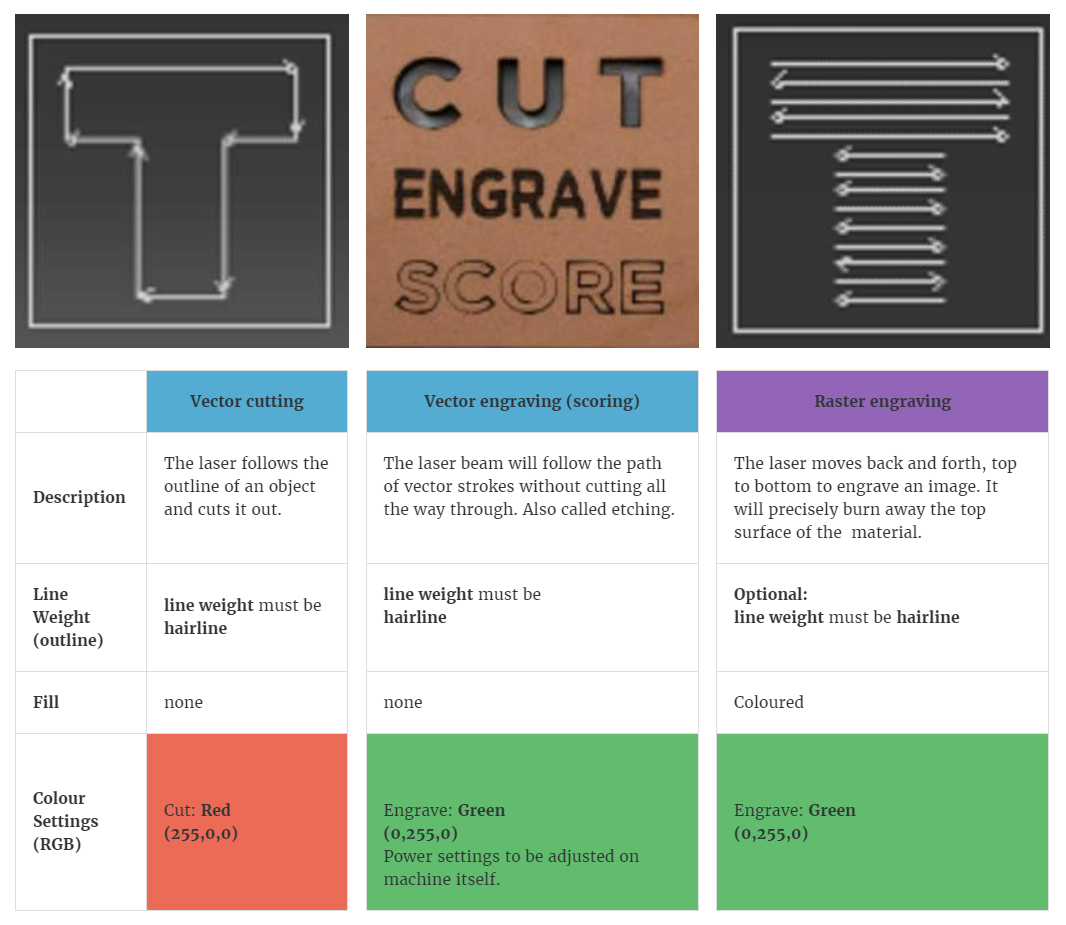 CUT
ENGRAVE
SCORE
Vector cutting
Vector engraving (scoring)
Raster engraving
Description
The laser follows the
outline of an object
and cuts it out.
The laser beam will follow the path
of vector strokes without cutting all
the way through. Also called etching.
The laser moves back and forth, top
to bottom to engrave an image. It
will precisely burn away the top
surface of the  material.
Line
Weight
(outline)
line weight must be
hairline
line weight must be
hairline
Optional:
line weight must be hairline
Fill
none
none
Coloured
Colour
Settings
(RGB)
Cut: Red
(255,0,0)
Engrave: Green
(0,255,0)
Power settings to be adjusted on
machine itself.
Engrave: Green
(0,255,0)